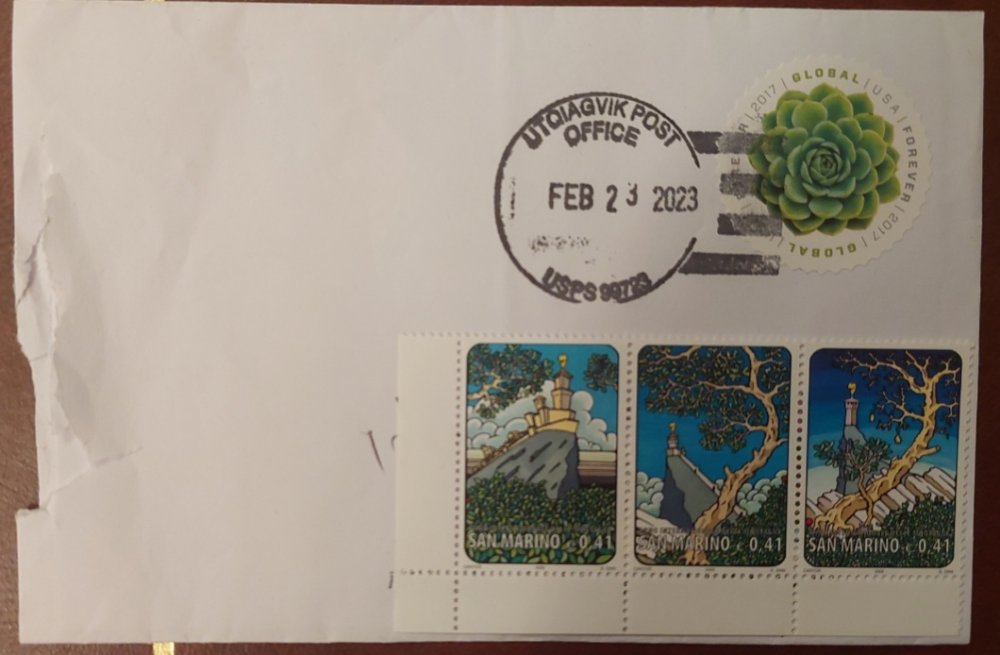 UTQIAGVIK POST
OFFICE
FEB 23 2023
USPS 99723
GLOBAL | USA | FOREVER | 2017 | GLOBAL
2017
SAN MARINO € 0,41
SAN MARINO € 0,41
SAN MARINO € 0,41